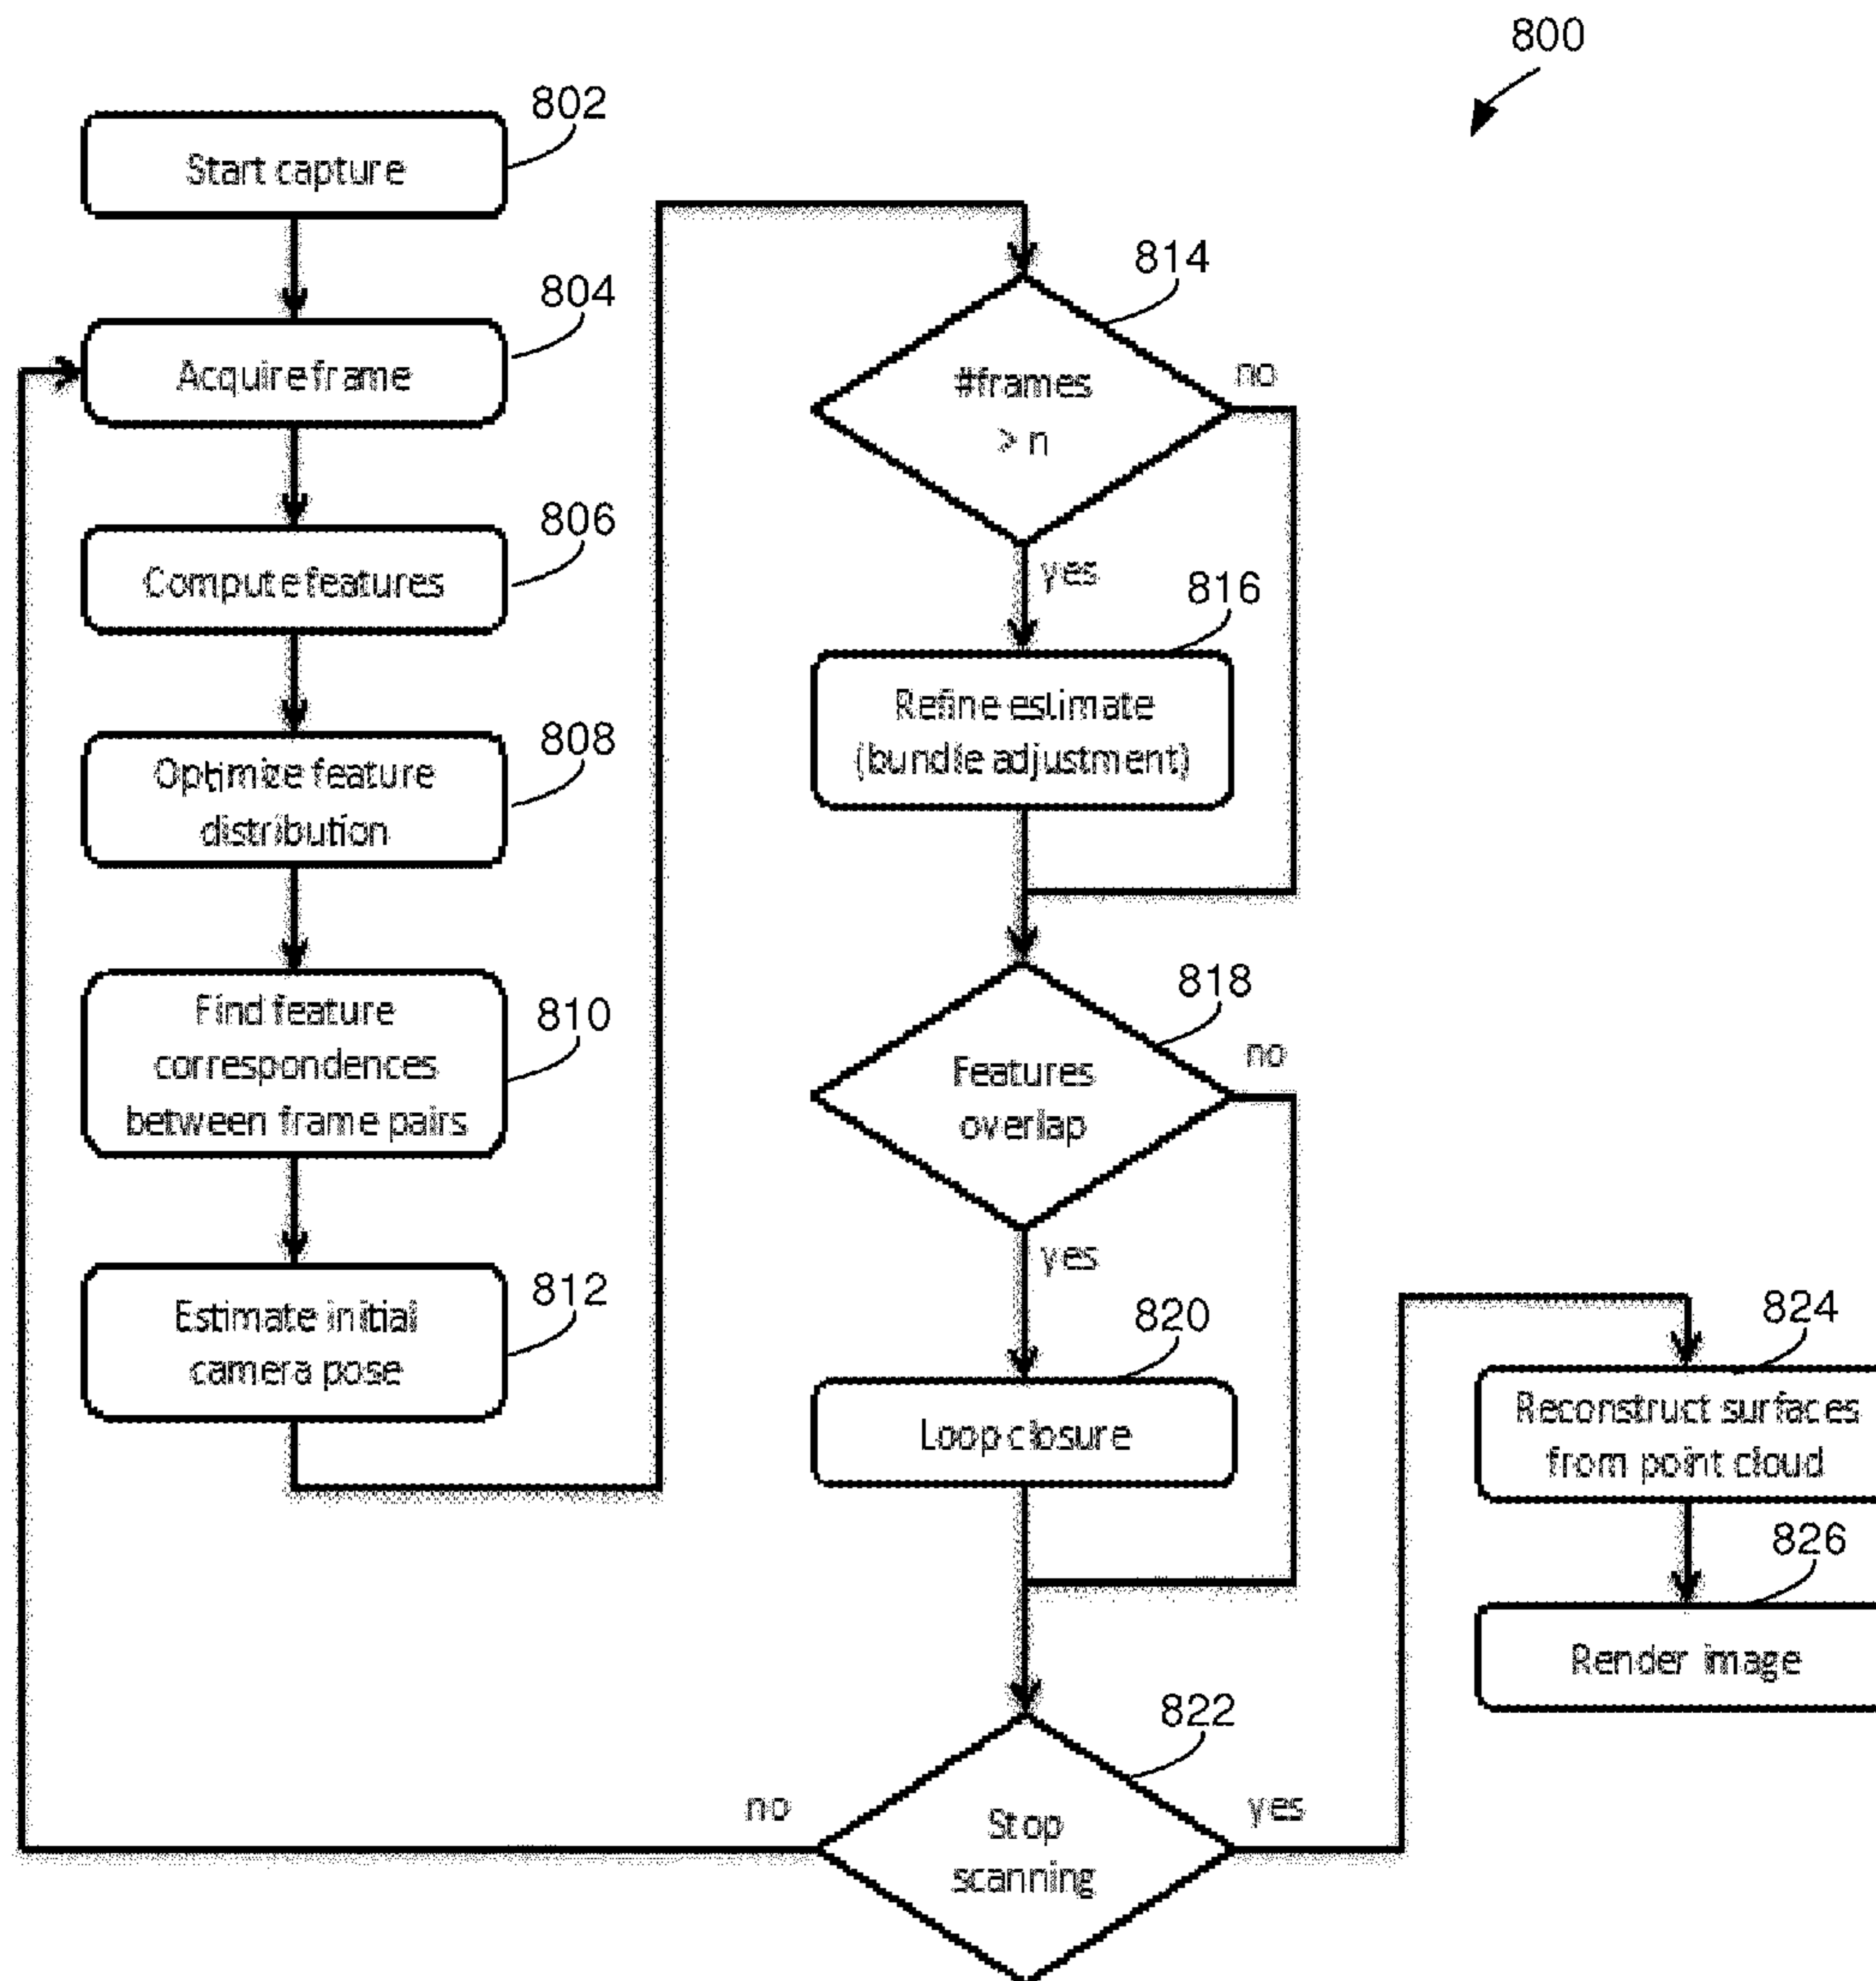 800
802
Start capture
804
Acquire frame
806
Compute features
808
Optimize feature
distribution
810
Find feature
correspondences
between frame pairs
812
Estimate initial
camera pose
814
#frames
> n
no
yes
816
Refine estimate
(bundle adjustment)
818
Features
overlap
no
yes
820
Loop closure
822
Stop
scanning
no
yes
824
Reconstruct surfaces
from point cloud
826
Render image